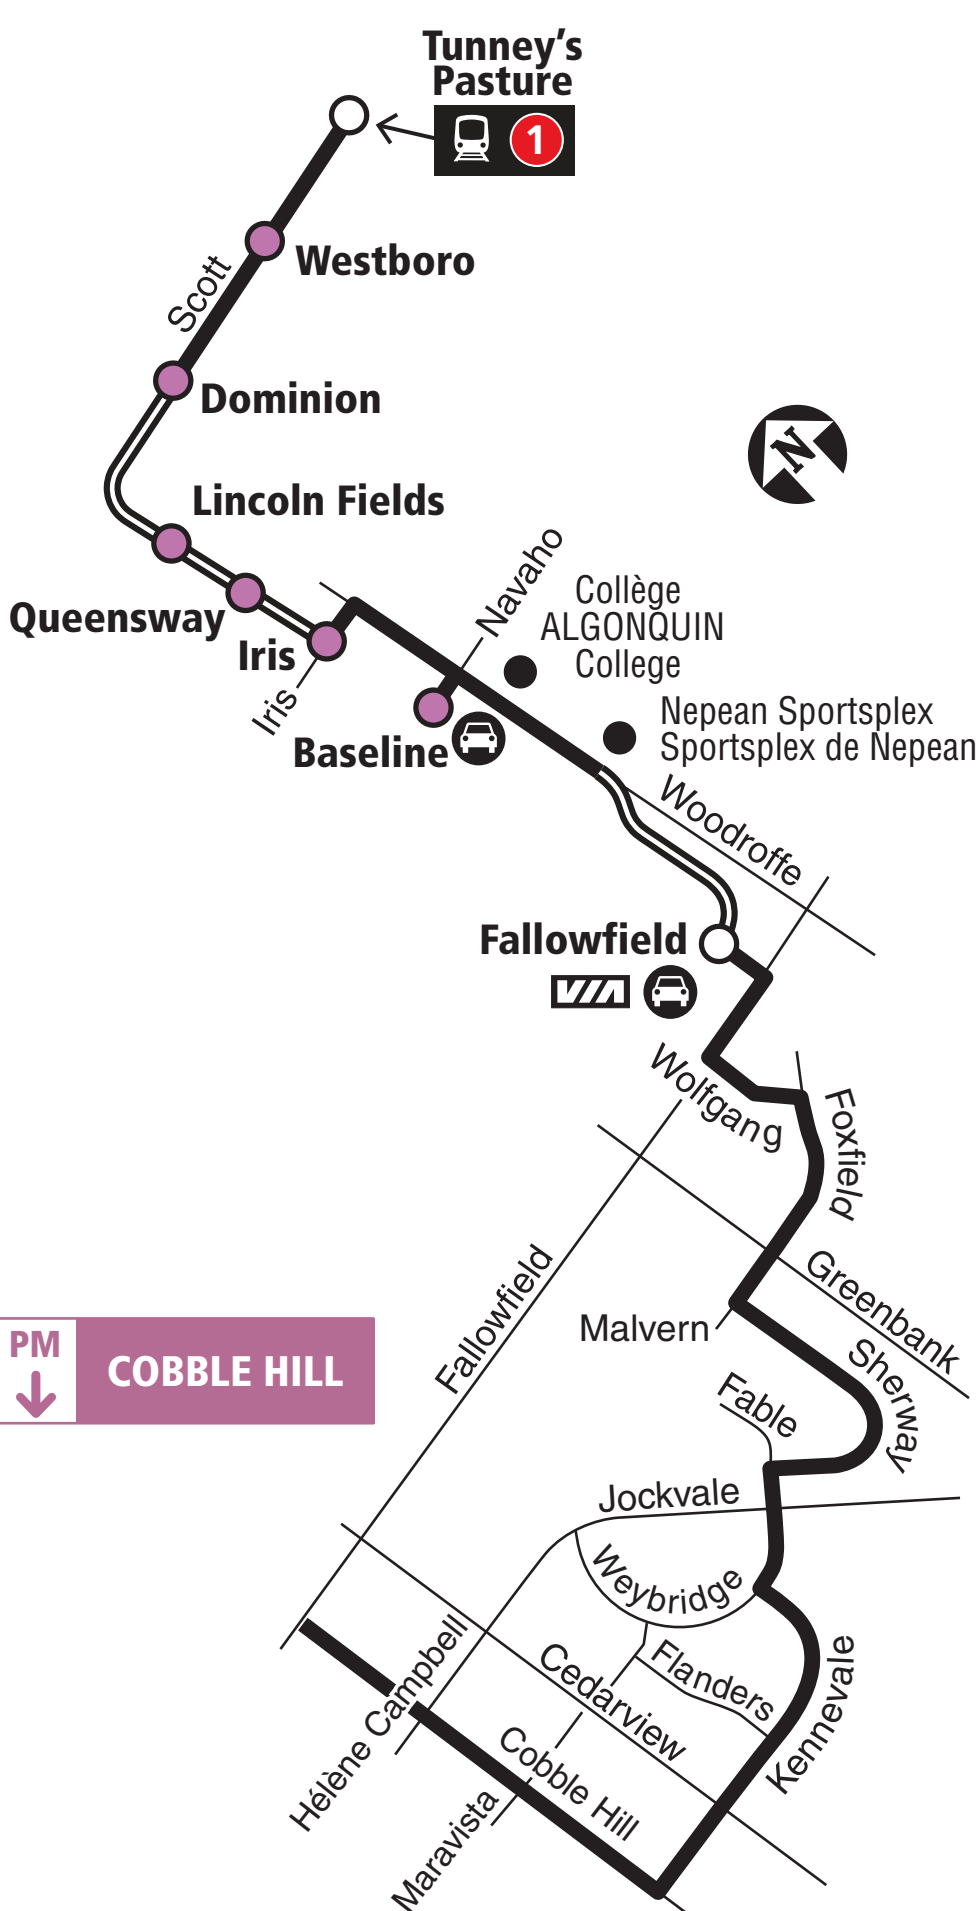 Tunney’s
Pasture
1
Westboro
Scott
Dominion
N
Lincoln Fields
Navaho
Collège
ALGONQUIN
College
Queensway
Iris
Iris
Nepean Sportsplex
Sportsplex de Nepean
Baseline
Woodroffe
Fallowfield
VIA
Wolfgang
Foxfield
Greenbank
Fallowfield
Malvern
Sherway
PM
COBBLE HILL
Fable
Jockvale
Weybridge
Hélène Campbell
Cedarview
Flanders
Kennevale
Cobble Hill
Maravista